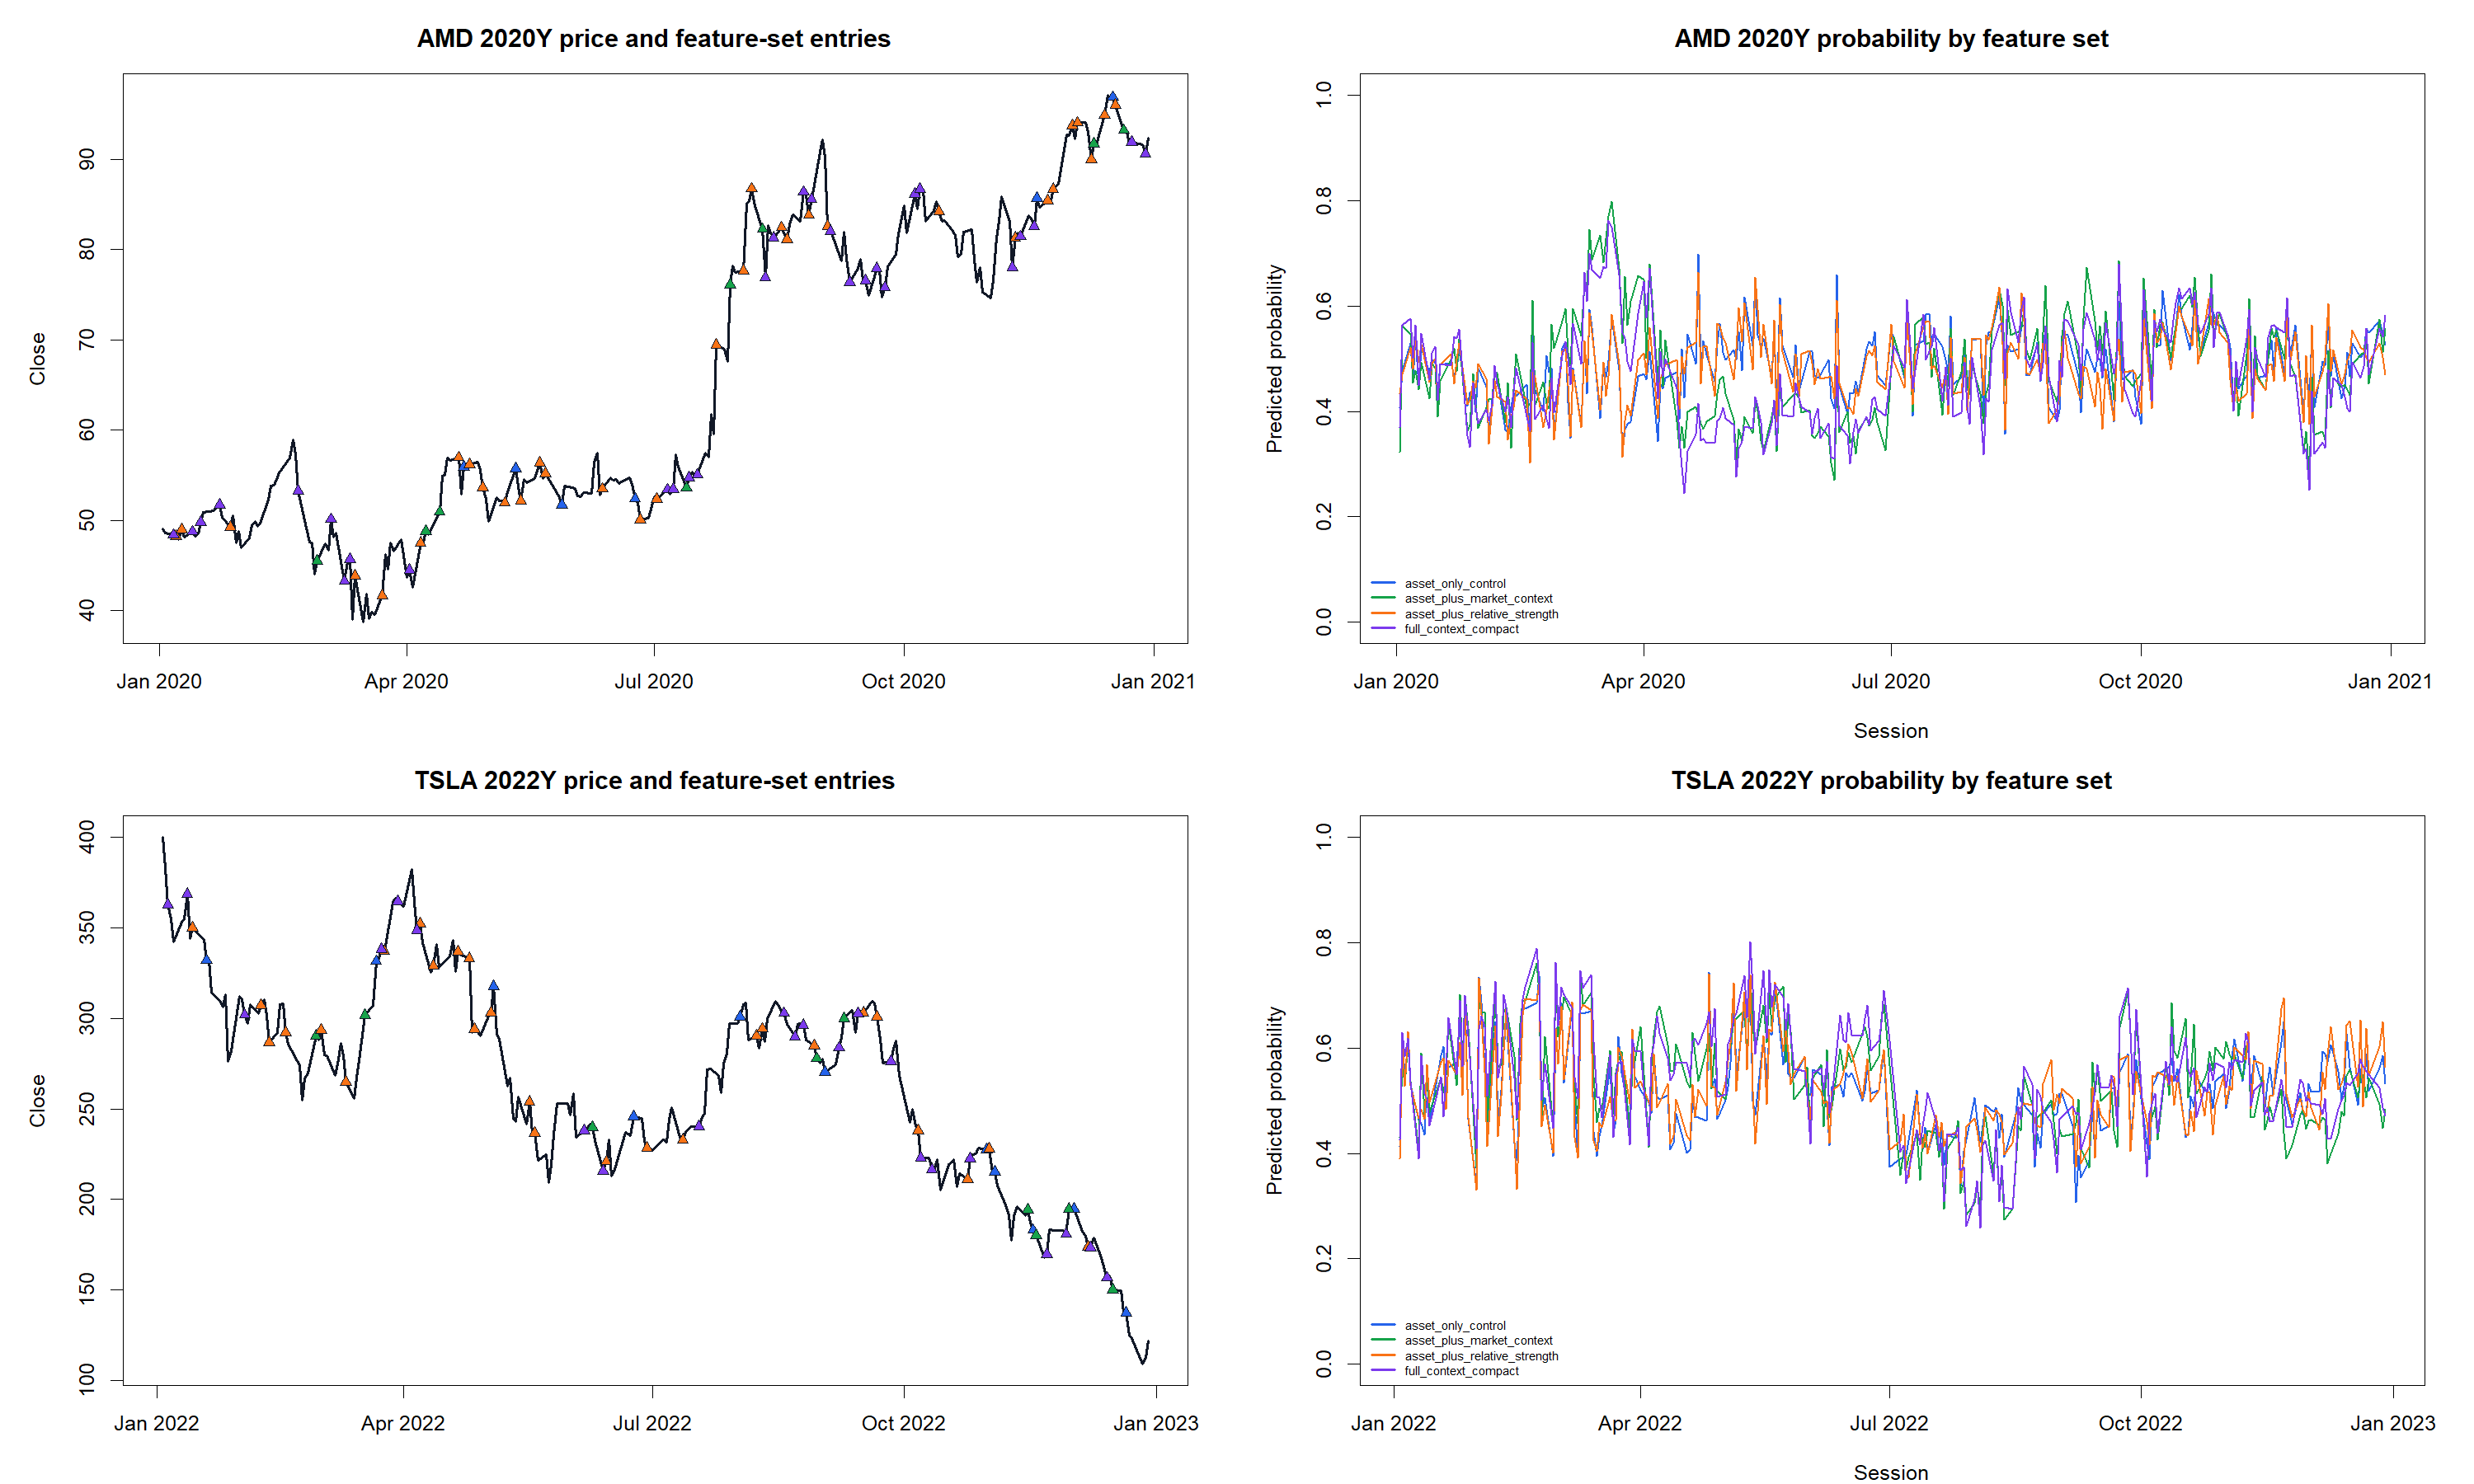 AMD 2020Y price and feature-set entries
Close
90
80
70
60
50
40
Jan 2020
Apr 2020
Jul 2020
Oct 2020
Jan 2021
AMD 2020Y probability by feature set
Predicted probability
1.0
0.8
0.6
0.4
0.2
0.0
asset_only_control
asset_plus_market_context
asset_plus_relative_strength
full_context_compact
Jan 2020
Apr 2020
Jul 2020
Oct 2020
Jan 2021
Session
TSLA 2022Y price and feature-set entries
Close
400
350
300
250
200
150
100
Jan 2022
Apr 2022
Jul 2022
Oct 2022
Jan 2023
TSLA 2022Y probability by feature set
Predicted probability
1.0
0.8
0.6
0.4
0.2
0.0
asset_only_control
asset_plus_market_context
asset_plus_relative_strength
full_context_compact
Jan 2022
Apr 2022
Jul 2022
Oct 2022
Jan 2023
Session